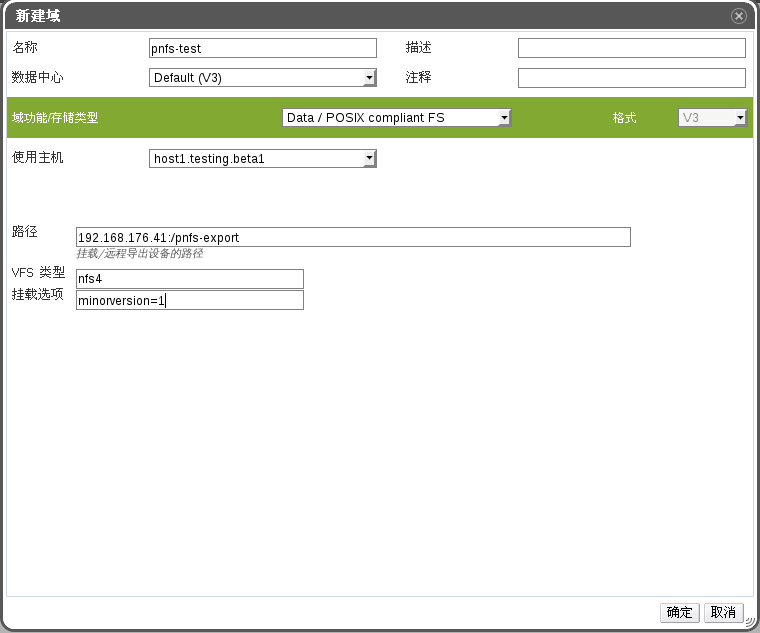 新建域
名称 pnfs-test 描述
数据中心 Default (V3) 注释
域功能/存储类型 Data / POSIX compliant FS 格式 V3
使用主机 host1.testing.beta1
路径 192.168.176.41:/pnfs-export
挂载/远程导出设备的路径
VFS 类型 nfs4
挂载选项 minorversion=1
确定 取消